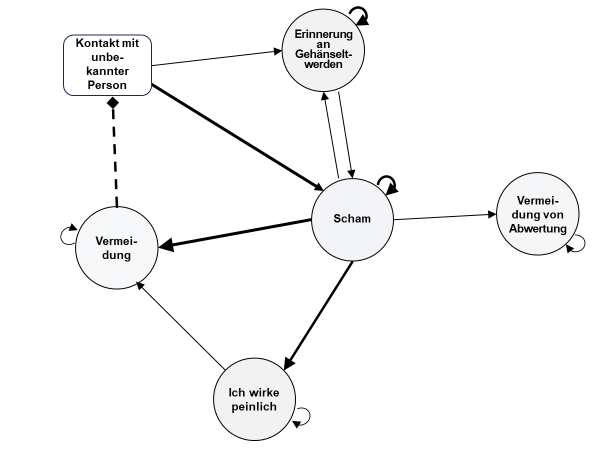 Kontakt mit
unbe-
kannter
Person
Erinnerung
an
Gehänselt-
werden
Scham
Vermei-
dung von
Abwertung
Vermei-
dung
Ich wirke
peinlich